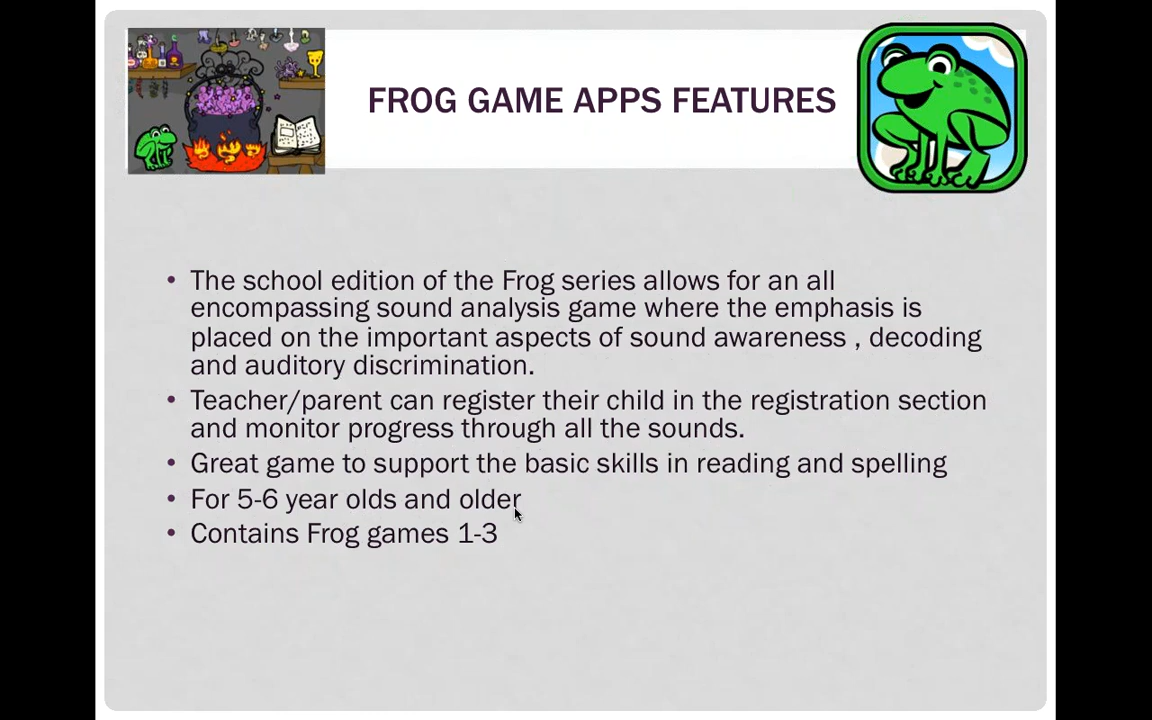 FROG GAME APPS FEATURES
• The school edition of the Frog series allows for an all
encompassing sound analysis game where the emphasis is
placed on the important aspects of sound awareness , decoding
and auditory discrimination.
• Teacher/parent can register their child in the registration section
and monitor progress through all the sounds.
• Great game to support the basic skills in reading and spelling
• For 5-6 year olds and older
• Contains Frog games 1-3